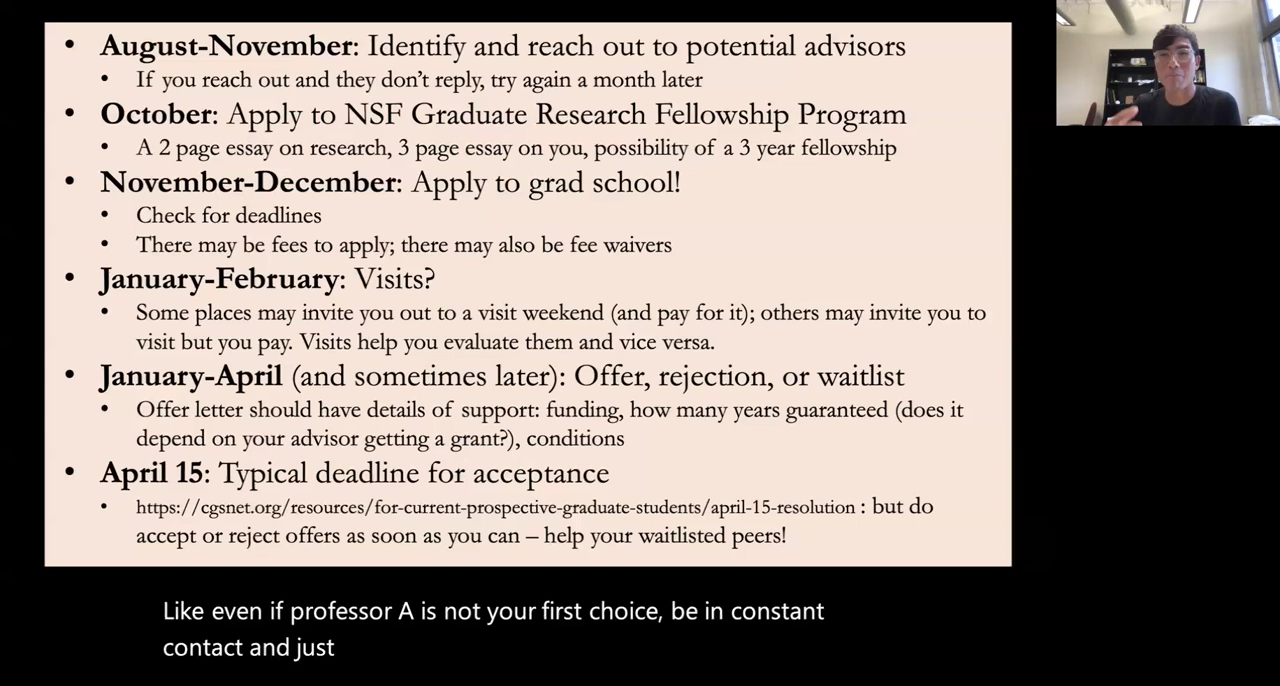 • August-November: Identify and reach out to potential advisors
• If you reach out and they don't reply, try again a month later
• October: Apply to NSF Graduate Research Fellowship Program
• A 2 page essay on research, 3 page essay on you, possibility of a 3 year fellowship
• November-December: Apply to grad school!
• Check for deadlines
• There may be fees to apply; there may also be fee waivers
• January-February: Visits?
• Some places may invite you out to a visit weekend (and pay for it); others may invite you to
visit but you pay. Visits help you evaluate them and vice versa.
• January-April (and sometimes later): Offer, rejection, or waitlist
• Offer letter should have details of support: funding, how many years guaranteed (does it
depend on your advisor getting a grant?), conditions
• April 15: Typical deadline for acceptance
• https://cgsnet.org/resources/for-current-prospective-graduate-students/april-15-resolution : but do
accept or reject offers as soon as you can – help your waitlisted peers!
Like even if professor A is not your first choice, be in constant
contact and just